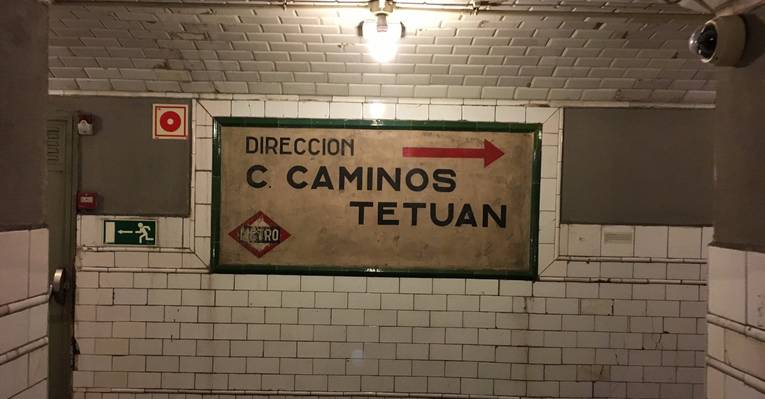 DIRECCION
C. CAMINOS
TETUAN
METRO